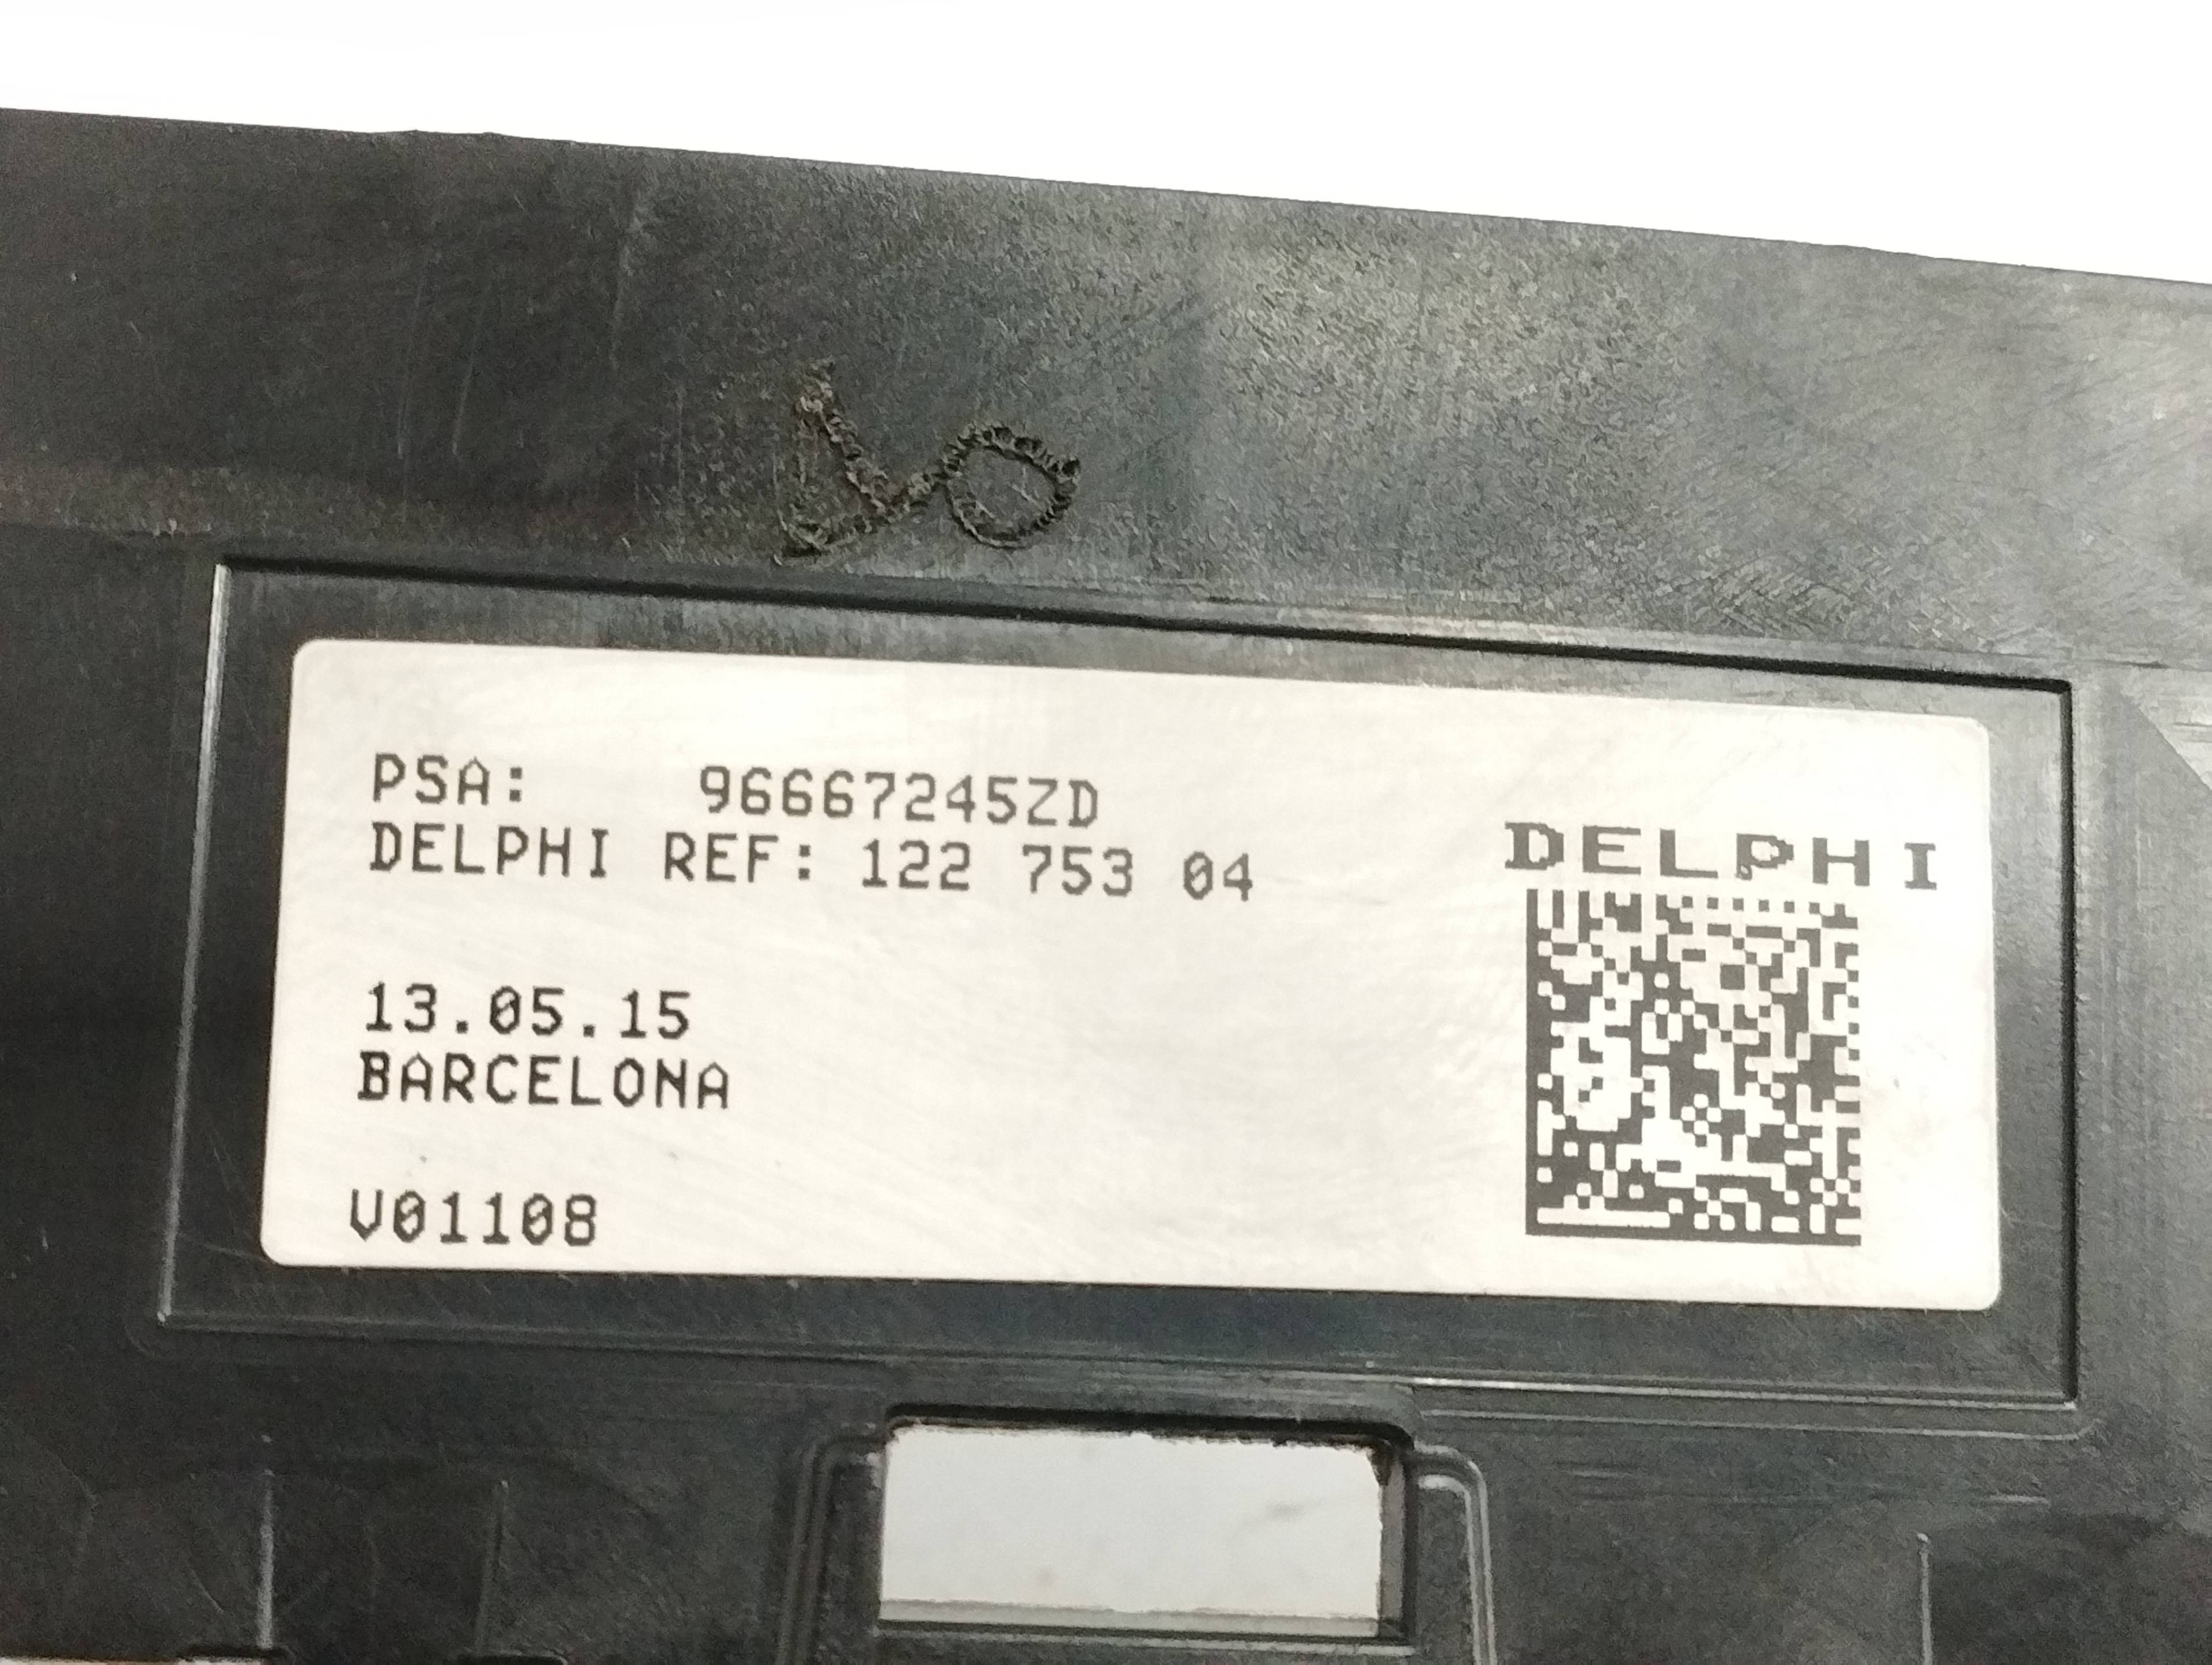 PSA: 96667245ZD
DELPHI REF: 122 753 04
DELPHI
13.05.15
BARCELONA
V01108